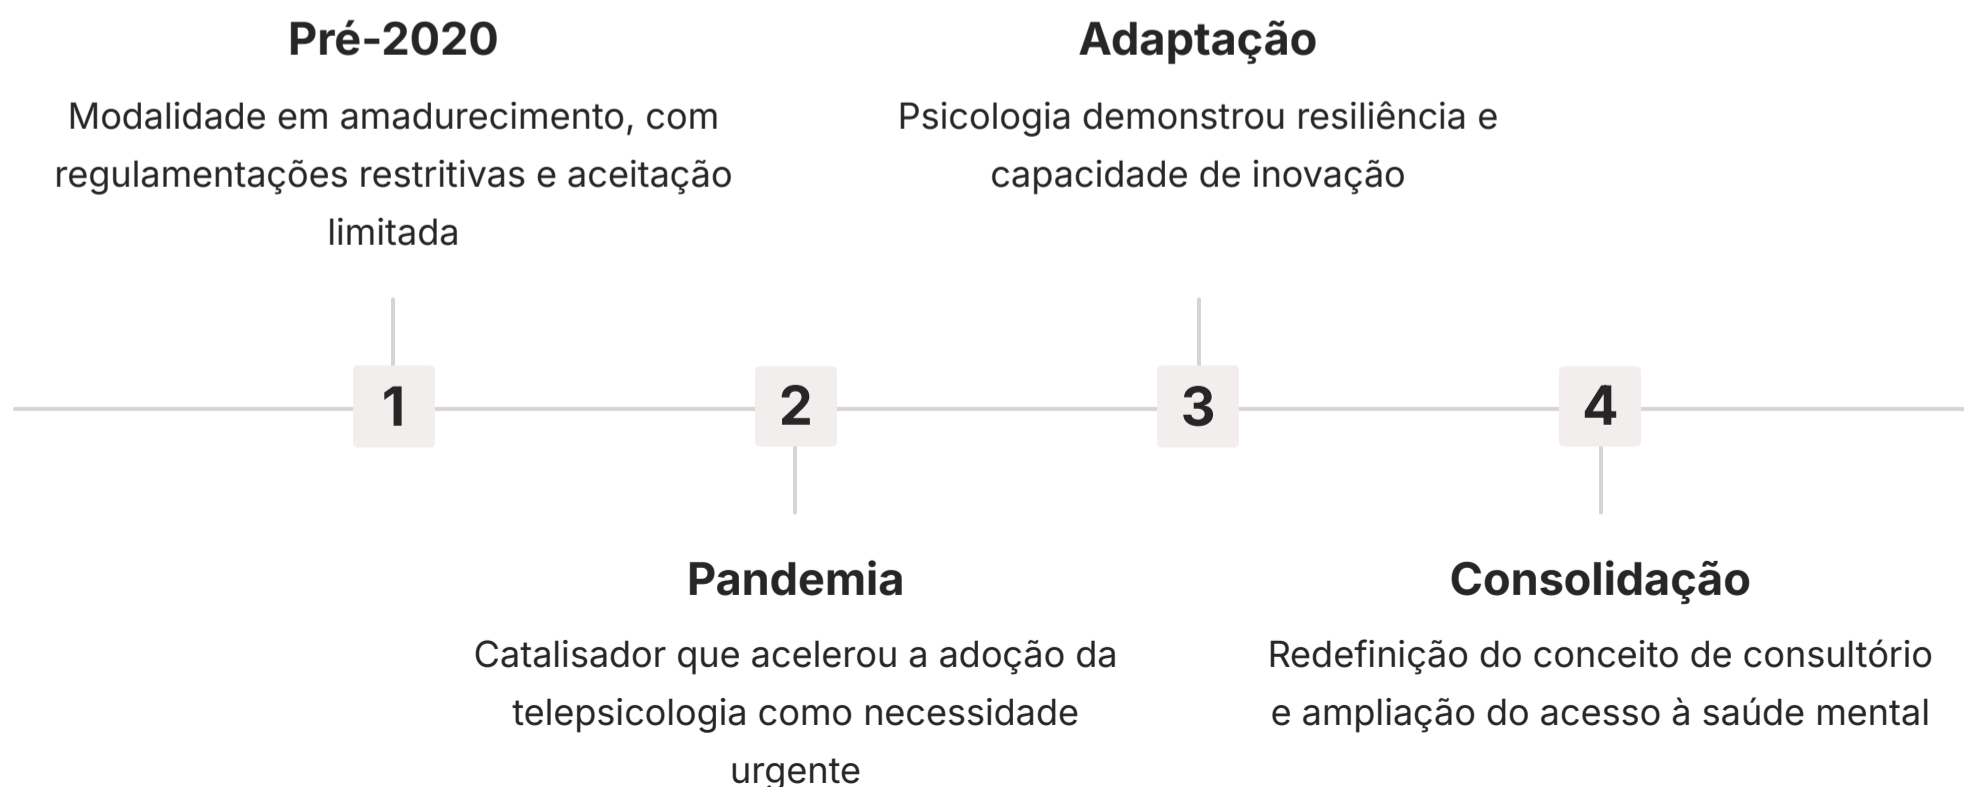 Pré-2020
Modalidade em amadurecimento, com
regulamentações restritivas e aceitação
limitada
Adaptação
Psicologia demonstrou resiliência e
capacidade de inovação
1
2
3
4
Pandemia
Catalisador que acelerou a adoção da
telepsicologia como necessidade
urgente
Consolidação
Redefinição do conceito de consultório
e ampliação do acesso à saúde mental